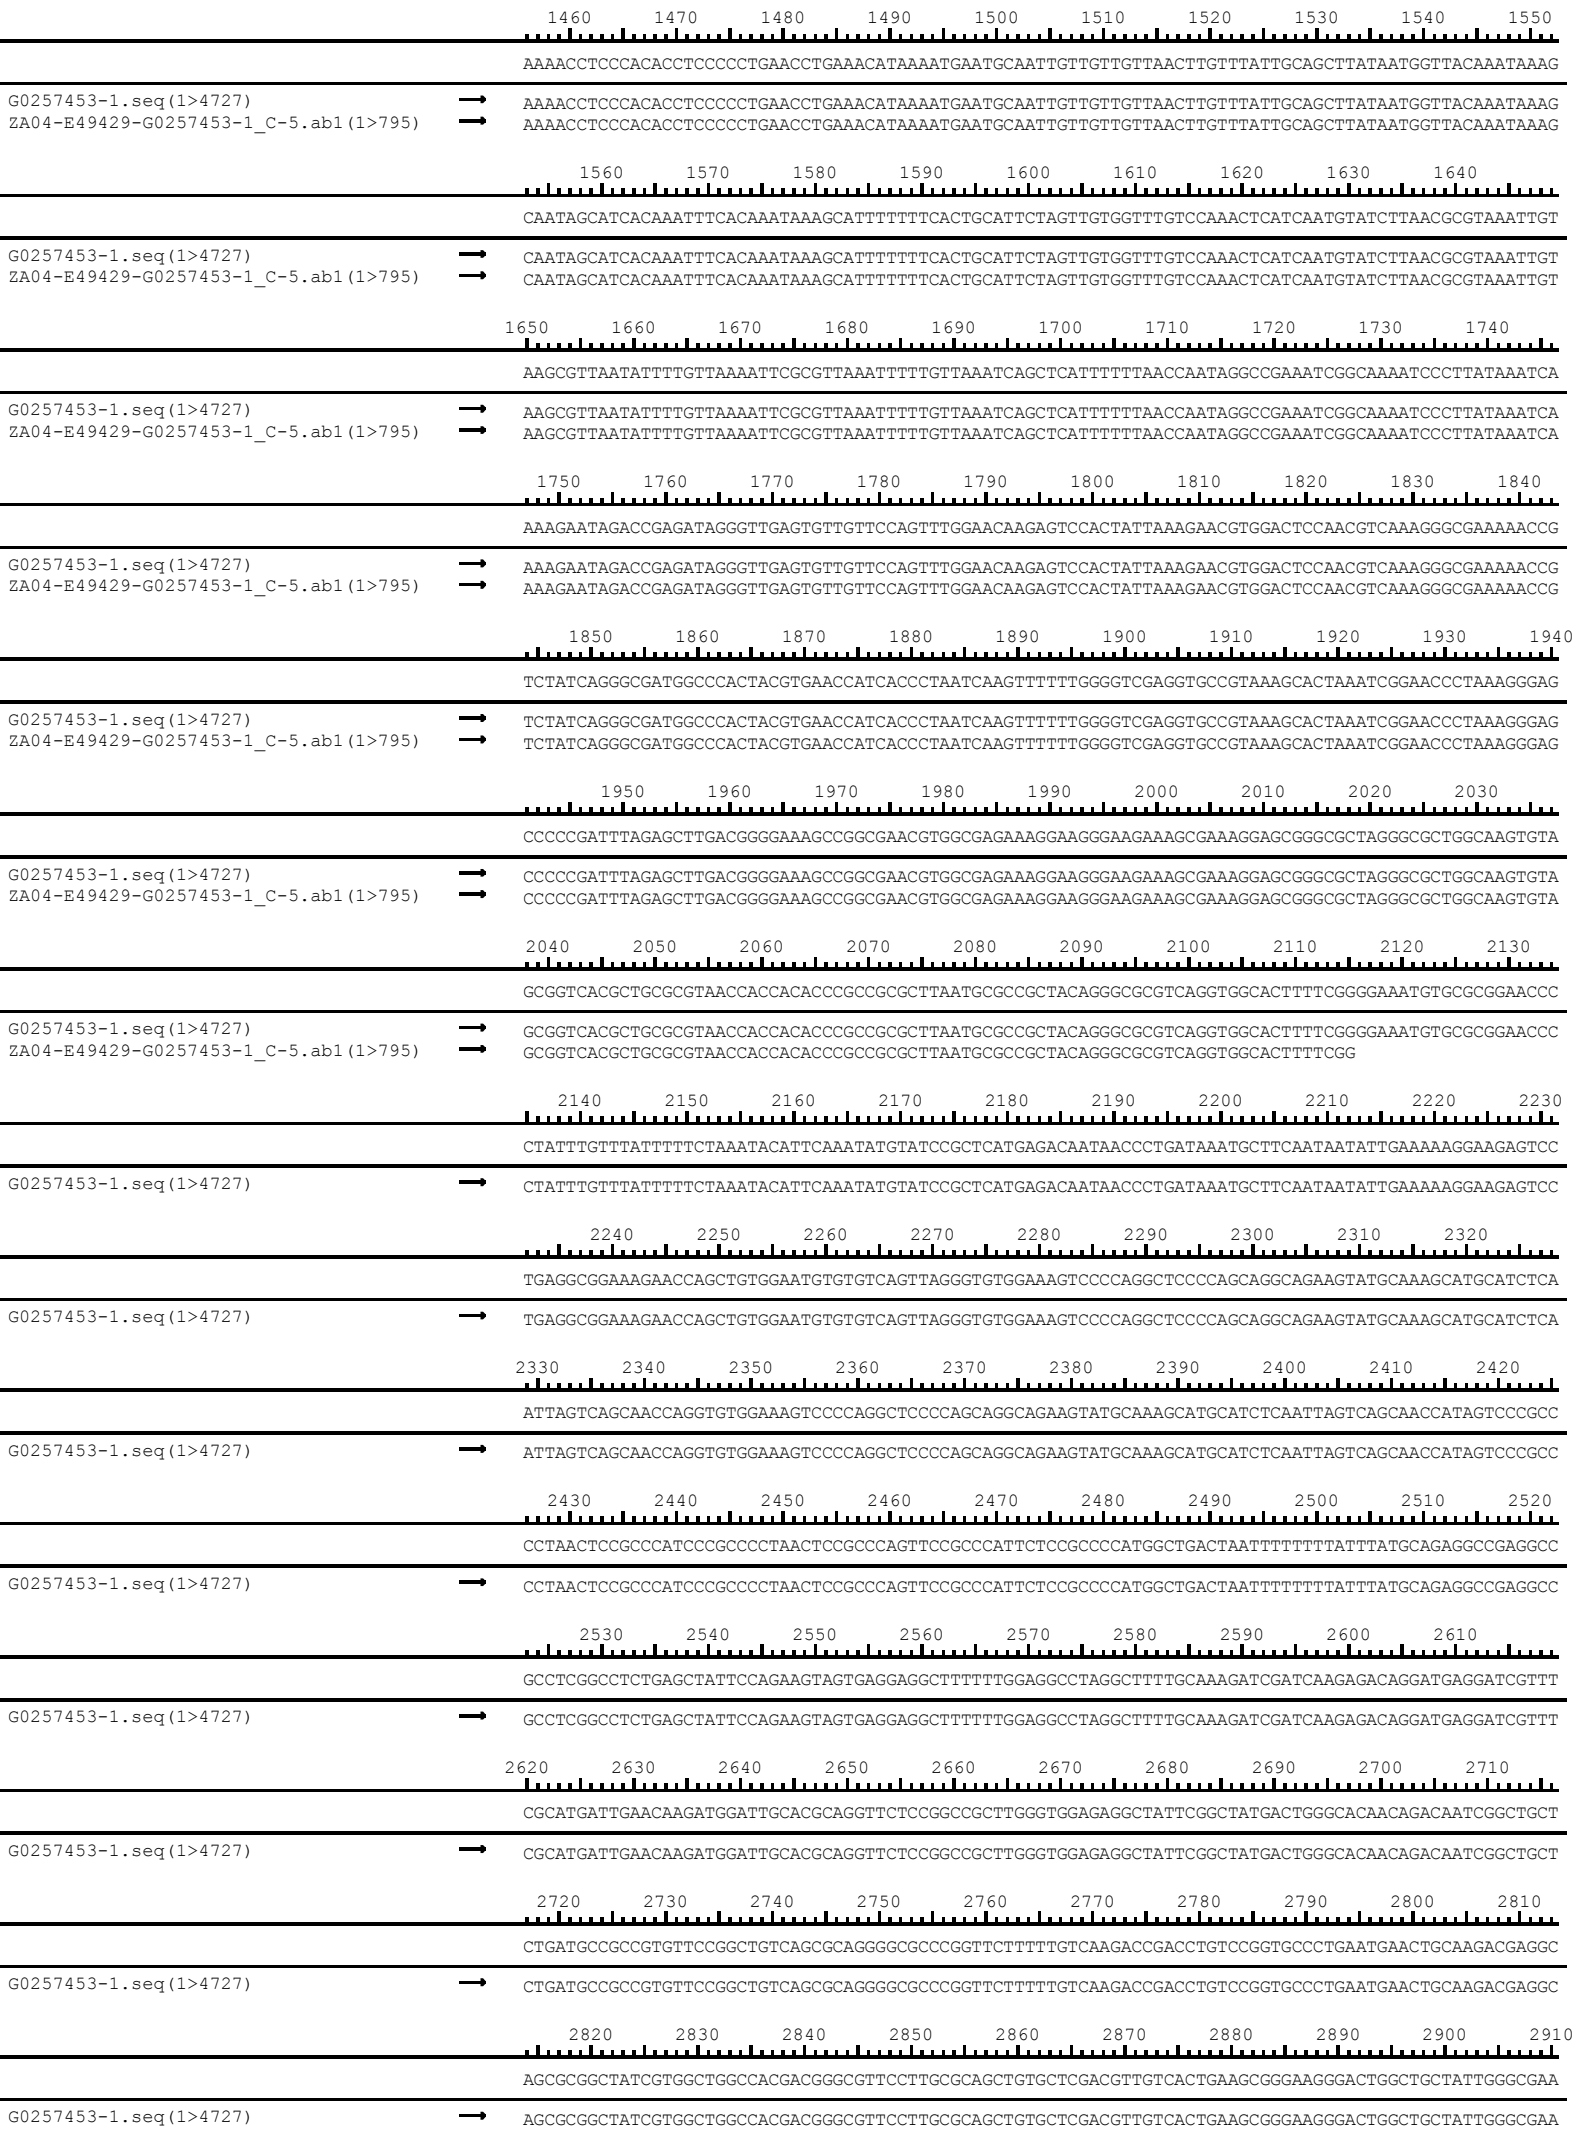 1460 1470 1480 1490 1500 1510 1520 1530 1540 1550
AAAACCTCCCACACCTCCCCCTGAACCTGAAACATAAAATGAATGCAATTGTTGTTGTTAACTTGTTTATTGCAGCTTATAATGGTTACAAATAAAG
G0257453-1.seq(1>4727) → AAAACCTCCCACACCTCCCCCTGAACCTGAAACATAAAATGAATGCAATTGTTGTTGTTAACTTGTTTATTGCAGCTTATAATGGTTACAAATAAAG
ZA04-E49429-G0257453-1_C-5.ab1(1>795) → AAAACCTCCCACACCTCCCCCTGAACCTGAAACATAAAATGAATGCAATTGTTGTTGTTAACTTGTTTATTGCAGCTTATAATGGTTACAAATAAAG
1560 1570 1580 1590 1600 1610 1620 1630 1640
CAATAGCATCACAAATTTCACAAATAAAGCATTTTTTTCACTGCATTCTAGTTGTGGTTTGTCCAAACTCATCAATGTATCTTAACGCGTAAATTGT
G0257453-1.seq(1>4727) → CAATAGCATCACAAATTTCACAAATAAAGCATTTTTTTCACTGCATTCTAGTTGTGGTTTGTCCAAACTCATCAATGTATCTTAACGCGTAAATTGT
ZA04-E49429-G0257453-1_C-5.ab1(1>795) → CAATAGCATCACAAATTTCACAAATAAAGCATTTTTTTCACTGCATTCTAGTTGTGGTTTGTCCAAACTCATCAATGTATCTTAACGCGTAAATTGT
1650 1660 1670 1680 1690 1700 1710 1720 1730 1740
AAGCGTTAATATTTTGTTAAAATTCGCGTTAAATTTTTGTTAAATCAGCTCATTTTTTAACCAATAGGCCGAAATCGGCAAAATCCCTTATAAATCA
G0257453-1.seq(1>4727) → AAGCGTTAATATTTTGTTAAAATTCGCGTTAAATTTTTGTTAAATCAGCTCATTTTTTAACCAATAGGCCGAAATCGGCAAAATCCCTTATAAATCA
ZA04-E49429-G0257453-1_C-5.ab1(1>795) → AAGCGTTAATATTTTGTTAAAATTCGCGTTAAATTTTTGTTAAATCAGCTCATTTTTTAACCAATAGGCCGAAATCGGCAAAATCCCTTATAAATCA
1750 1760 1770 1780 1790 1800 1810 1820 1830 1840
AAAGAATAGACCGAGATAGGGTTGAGTGTTGTTCCAGTTTGGAACAAGAGTCCACTATTAAAGAACGTGGACTCCAACGTCAAAGGGCGAAAAACCG
G0257453-1.seq(1>4727) → AAAGAATAGACCGAGATAGGGTTGAGTGTTGTTCCAGTTTGGAACAAGAGTCCACTATTAAAGAACGTGGACTCCAACGTCAAAGGGCGAAAAACCG
ZA04-E49429-G0257453-1_C-5.ab1(1>795) → AAAGAATAGACCGAGATAGGGTTGAGTGTTGTTCCAGTTTGGAACAAGAGTCCACTATTAAAGAACGTGGACTCCAACGTCAAAGGGCGAAAAACCG
1850 1860 1870 1880 1890 1900 1910 1920 1930 1940
TCTATCAGGGCGATGGCCCACTACGTGAACCATCACCCTAATCAAGTTTTTTGGGGTCGAGGTGCCGTAAAGCACTAAATCGGAACCCTAAAGGGAG
G0257453-1.seq(1>4727) → TCTATCAGGGCGATGGCCCACTACGTGAACCATCACCCTAATCAAGTTTTTTGGGGTCGAGGTGCCGTAAAGCACTAAATCGGAACCCTAAAGGGAG
ZA04-E49429-G0257453-1_C-5.ab1(1>795) → TCTATCAGGGCGATGGCCCACTACGTGAACCATCACCCTAATCAAGTTTTTTGGGGTCGAGGTGCCGTAAAGCACTAAATCGGAACCCTAAAGGGAG
1950 1960 1970 1980 1990 2000 2010 2020 2030
CCCCCGATTTAGAGCTTGACGGGGAAAGCCGGCGAACGTGGCGAGAAAGGAAGGGAAGAAAGCGAAAGGAGCGGGCGCTAGGGCGCTGGCAAGTGTA
G0257453-1.seq(1>4727) → CCCCCGATTTAGAGCTTGACGGGGAAAGCCGGCGAACGTGGCGAGAAAGGAAGGGAAGAAAGCGAAAGGAGCGGGCGCTAGGGCGCTGGCAAGTGTA
ZA04-E49429-G0257453-1_C-5.ab1(1>795) → CCCCCGATTTAGAGCTTGACGGGGAAAGCCGGCGAACGTGGCGAGAAAGGAAGGGAAGAAAGCGAAAGGAGCGGGCGCTAGGGCGCTGGCAAGTGTA
2040 2050 2060 2070 2080 2090 2100 2110 2120 2130
GCGGTCACGCTGCGCGTAACCACCACACCCGCCGCGCTTAATGCGCCGCTACAGGGCGCGTCAGGTGGCACTTTTCGGGGAAATGTGCGCGGAACCC
G0257453-1.seq(1>4727) → GCGGTCACGCTGCGCGTAACCACCACACCCGCCGCGCTTAATGCGCCGCTACAGGGCGCGTCAGGTGGCACTTTTCGGGGAAATGTGCGCGGAACCC
ZA04-E49429-G0257453-1_C-5.ab1(1>795) → GCGGTCACGCTGCGCGTAACCACCACACCCGCCGCGCTTAATGCGCCGCTACAGGGCGCGTCAGGTGGCACTTTTCGG
2140 2150 2160 2170 2180 2190 2200 2210 2220 2230
CTATTTGTTTATTTTTCTAAATACATTCAAATATGTATCCGCTCATGAGACAATAACCCTGATAAATGCTTCAATAATATTGAAAAAGGAAGAGTCC
G0257453-1.seq(1>4727) → CTATTTGTTTATTTTTCTAAATACATTCAAATATGTATCCGCTCATGAGACAATAACCCTGATAAATGCTTCAATAATATTGAAAAAGGAAGAGTCC
2240 2250 2260 2270 2280 2290 2300 2310 2320
TGAGGCGGAAAGAACCAGCTGTGGAATGTGTGTCAGTTAGGGTGTGGAAAGTCCCCAGGCTCCCCAGCAGGCAGAAGTATGCAAAGCATGCATCTCA
G0257453-1.seq(1>4727) → TGAGGCGGAAAGAACCAGCTGTGGAATGTGTGTCAGTTAGGGTGTGGAAAGTCCCCAGGCTCCCCAGCAGGCAGAAGTATGCAAAGCATGCATCTCA
2330 2340 2350 2360 2370 2380 2390 2400 2410 2420
ATTAGTCAGCAACCAGGTGTGGAAAGTCCCCAGGCTCCCCAGCAGGCAGAAGTATGCAAAGCATGCATCTCAATTAGTCAGCAACCATAGTCCCGCC
G0257453-1.seq(1>4727) → ATTAGTCAGCAACCAGGTGTGGAAAGTCCCCAGGCTCCCCAGCAGGCAGAAGTATGCAAAGCATGCATCTCAATTAGTCAGCAACCATAGTCCCGCC
2430 2440 2450 2460 2470 2480 2490 2500 2510 2520
CCTAACTCCGCCCATCCCGCCCCTAACTCCGCCCAGTTCCGCCCATTCTCCGCCCCATGGCTGACTAATTTTTTTTATTTATGCAGAGGCCGAGGCC
G0257453-1.seq(1>4727) → CCTAACTCCGCCCATCCCGCCCCTAACTCCGCCCAGTTCCGCCCATTCTCCGCCCCATGGCTGACTAATTTTTTTTATTTATGCAGAGGCCGAGGCC
2530 2540 2550 2560 2570 2580 2590 2600 2610
GCCTCGGCCTCTGAGCTATTCCAGAAGTAGTGAGGAGGCTTTTTTGGAGGCCTAGGCTTTTGCAAAGATCGATCAAGAGACAGGATGAGGATCGTTT
G0257453-1.seq(1>4727) → GCCTCGGCCTCTGAGCTATTCCAGAAGTAGTGAGGAGGCTTTTTTGGAGGCCTAGGCTTTTGCAAAGATCGATCAAGAGACAGGATGAGGATCGTTT
2620 2630 2640 2650 2660 2670 2680 2690 2700 2710
CGCATGATTGAACAAGATGGATTGCACGCAGGTTCTCCGGCCGCTTGGGTGGAGAGGCTATTCGGCTATGACTGGGCACAACAGACAATCGGCTGCT
G0257453-1.seq(1>4727) → CGCATGATTGAACAAGATGGATTGCACGCAGGTTCTCCGGCCGCTTGGGTGGAGAGGCTATTCGGCTATGACTGGGCACAACAGACAATCGGCTGCT
2720 2730 2740 2750 2760 2770 2780 2790 2800 2810
CTGATGCCGCCGTGTTCCGGCTGTCAGCGCAGGGGCGCCCGGTTCTTTTTGTCAAGACCGACCTGTCCGGTGCCCTGAATGAACTGCAAGACGAGGC
G0257453-1.seq(1>4727) → CTGATGCCGCCGTGTTCCGGCTGTCAGCGCAGGGGCGCCCGGTTCTTTTTGTCAAGACCGACCTGTCCGGTGCCCTGAATGAACTGCAAGACGAGGC
2820 2830 2840 2850 2860 2870 2880 2890 2900 2910
AGCGCGGCTATCGTGGCTGGCCACGACGGGCGTTCCTTGCGCAGCTGTGCTCGACGTTGTCACTGAAGCGGGAAGGGACTGGCTGCTATTGGGCGAA
G0257453-1.seq(1>4727) → AGCGCGGCTATCGTGGCTGGCCACGACGGGCGTTCCTTGCGCAGCTGTGCTCGACGTTGTCACTGAAGCGGGAAGGGACTGGCTGCTATTGGGCGAA